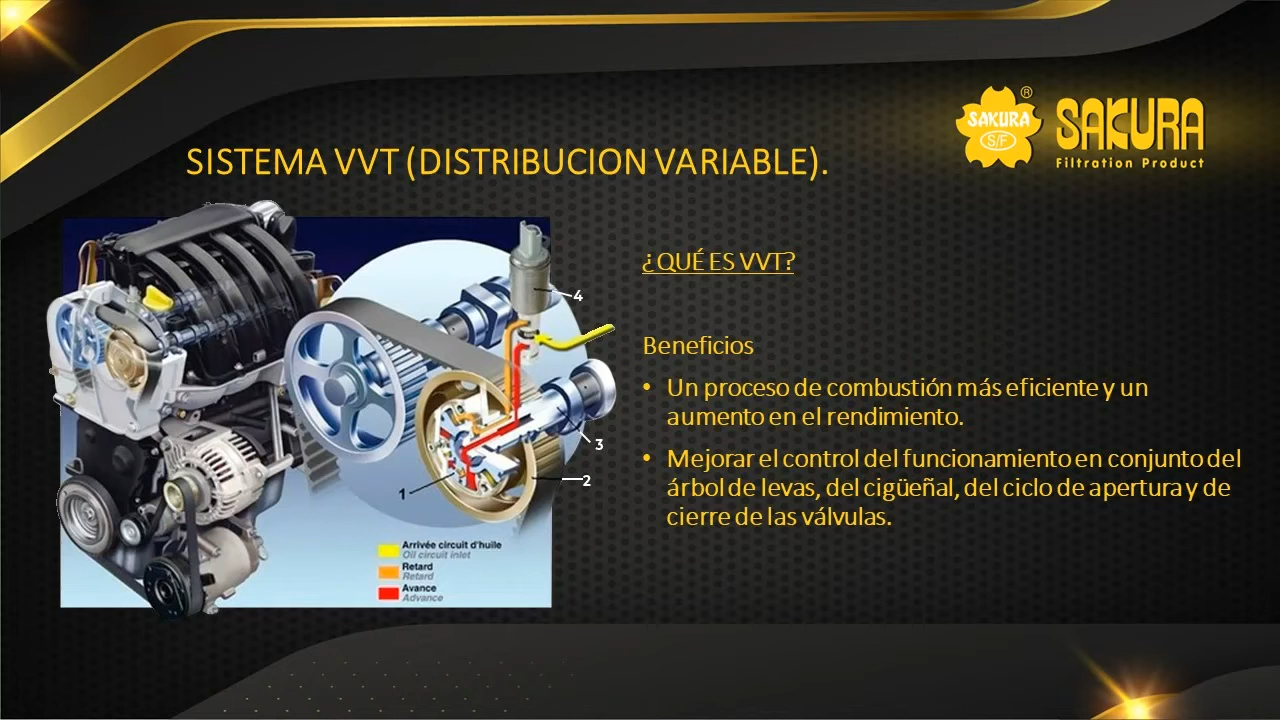 SAKURA
S/F
®
SAKURA
Filtration Product
SISTEMA VVT (DISTRIBUCION VARIABLE).
¿QUÉ ES VVT?
Beneficios
• Un proceso de combustión más eficiente y un
aumento en el rendimiento.
• Mejorar el control del funcionamiento en conjunto del
árbol de levas, del cigüeñal, del ciclo de apertura y de
cierre de las válvulas.
4
3
2
1
Arrivée circuit d'huile
Oil circuit inlet
Retard
Retard
Avance
Advance